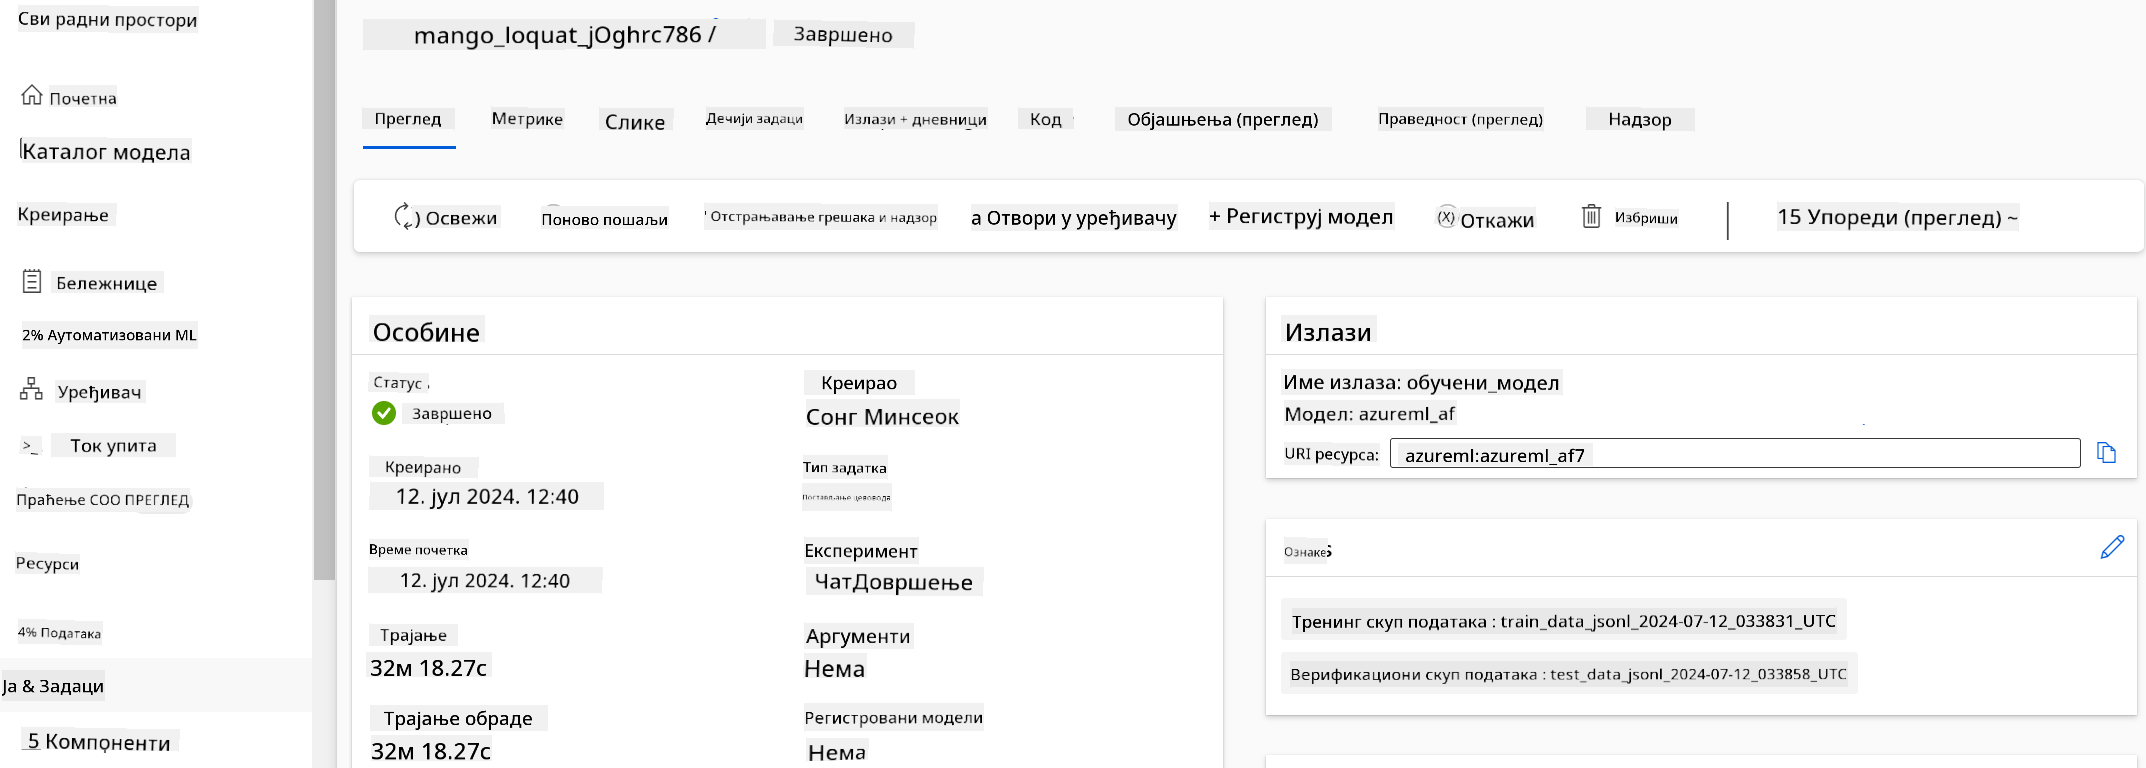 Сви радни простори
Почетна
Каталог модела
Креирање
Бележнице
2% Аутоматизовани ML
Уређивач
>_ Ток упита
Праћење СОО ПРЕГЛЕД
Ресурси
4% Података
Ја & Задаци
5 Компоненти
mango_loquat_jOghrc786 / Завршено
Преглед Метрике Слике Дечији задаци Излази + дневници Код Објашњења (преглед) Праведност (преглед) Надзор
) Освежи Поново пошаљи ' Отстрањавање грешака и надзор а Отвори у уређивачу + Региструј модел (X) Откажи Избриши 15 Упореди (преглед) ~
Особине
Статус
Завршено
Креирано
12. јул 2024. 12:40
Време почетка
12. јул 2024. 12:40
Трајање
32м 18.27с
Трајање обраде
32м 18.27с
Креирао
Сонг Минсеок
Тип задатка
Постављање цевовода
Експеримент
ЧатДовршење
Аргументи
Нема
Регистровани модели
Нема
Излази
Име излаза: обучени_модел
Модел: azureml_af
URI ресурса: azureml:azureml_af7
Ознакеs
Тренинг скуп података : train_data_jsonl_2024-07-12_033831_UTC
Верификациони скуп података : test_data_jsonl_2024-07-12_033858_UTC